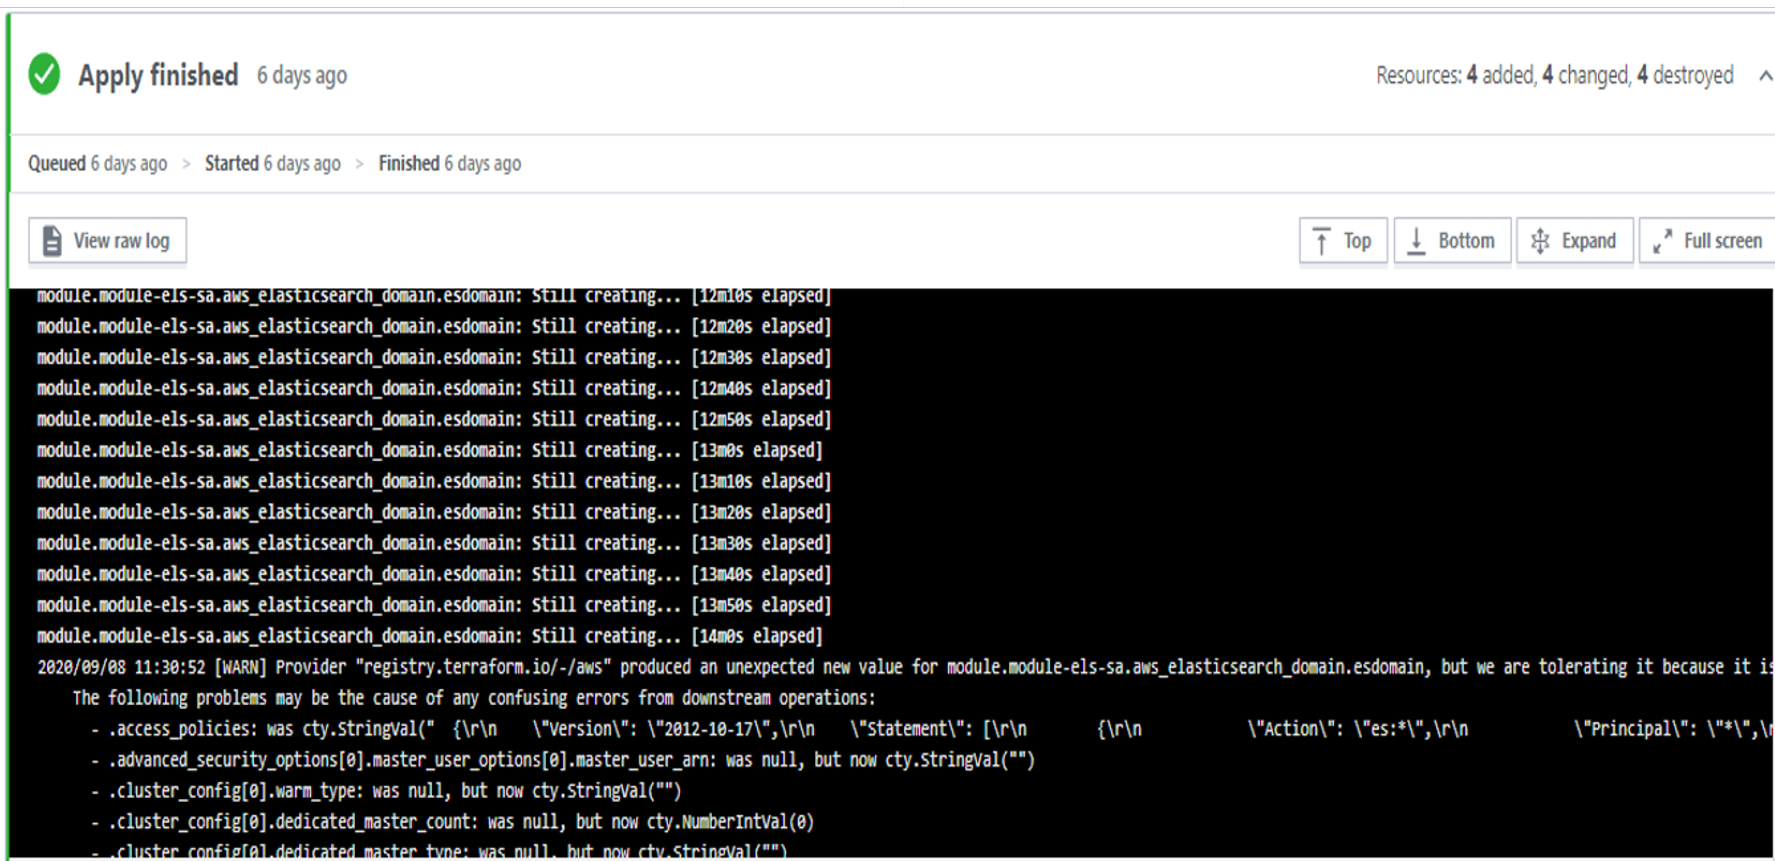 Apply finished 6 days ago
Resources: 4 added, 4 changed, 4 destroyed
Queued 6 days ago > Started 6 days ago > Finished 6 days ago
View raw log
Top
Bottom
Expand
Full screen
module.module-els-sa.aws_elasticsearch_domain.esdomain: Still creating... [12m10s elapsed]
module.module-els-sa.aws_elasticsearch_domain.esdomain: Still creating... [12m20s elapsed]
module.module-els-sa.aws_elasticsearch_domain.esdomain: Still creating... [12m30s elapsed]
module.module-els-sa.aws_elasticsearch_domain.esdomain: Still creating... [12m40s elapsed]
module.module-els-sa.aws_elasticsearch_domain.esdomain: Still creating... [12m50s elapsed]
module.module-els-sa.aws_elasticsearch_domain.esdomain: Still creating... [13m0s elapsed]
module.module-els-sa.aws_elasticsearch_domain.esdomain: Still creating... [13m10s elapsed]
module.module-els-sa.aws_elasticsearch_domain.esdomain: Still creating... [13m20s elapsed]
module.module-els-sa.aws_elasticsearch_domain.esdomain: Still creating... [13m30s elapsed]
module.module-els-sa.aws_elasticsearch_domain.esdomain: Still creating... [13m40s elapsed]
module.module-els-sa.aws_elasticsearch_domain.esdomain: Still creating... [13m50s elapsed]
module.module-els-sa.aws_elasticsearch_domain.esdomain: Still creating... [14m0s elapsed]
2020/09/08 11:30:52 [WARN] Provider "registry.terraform.io/-/aws" produced an unexpected new value for module.module-els-sa.aws_elasticsearch_domain.esdomain, but we are tolerating it because it is
The following problems may be the cause of any confusing errors from downstream operations:
- .access_policies: was cty.StringVal(" {\r\n \"Version\": \"2012-10-17\",\r\n \"Statement\": [\r\n {\r\n \"Action\": \"es:*\",\r\n \"Principal\": \"*\",\r
- .advanced_security_options[0].master_user_options[0].master_user_arn: was null, but now cty.StringVal("")
- .cluster_config[0].warm_type: was null, but now cty.StringVal("")
- .cluster_config[0].dedicated_master_count: was null, but now cty.NumberIntVal(0)
- .cluster_config[0].dedicated_master_type: was null, but now cty.StringVal("")